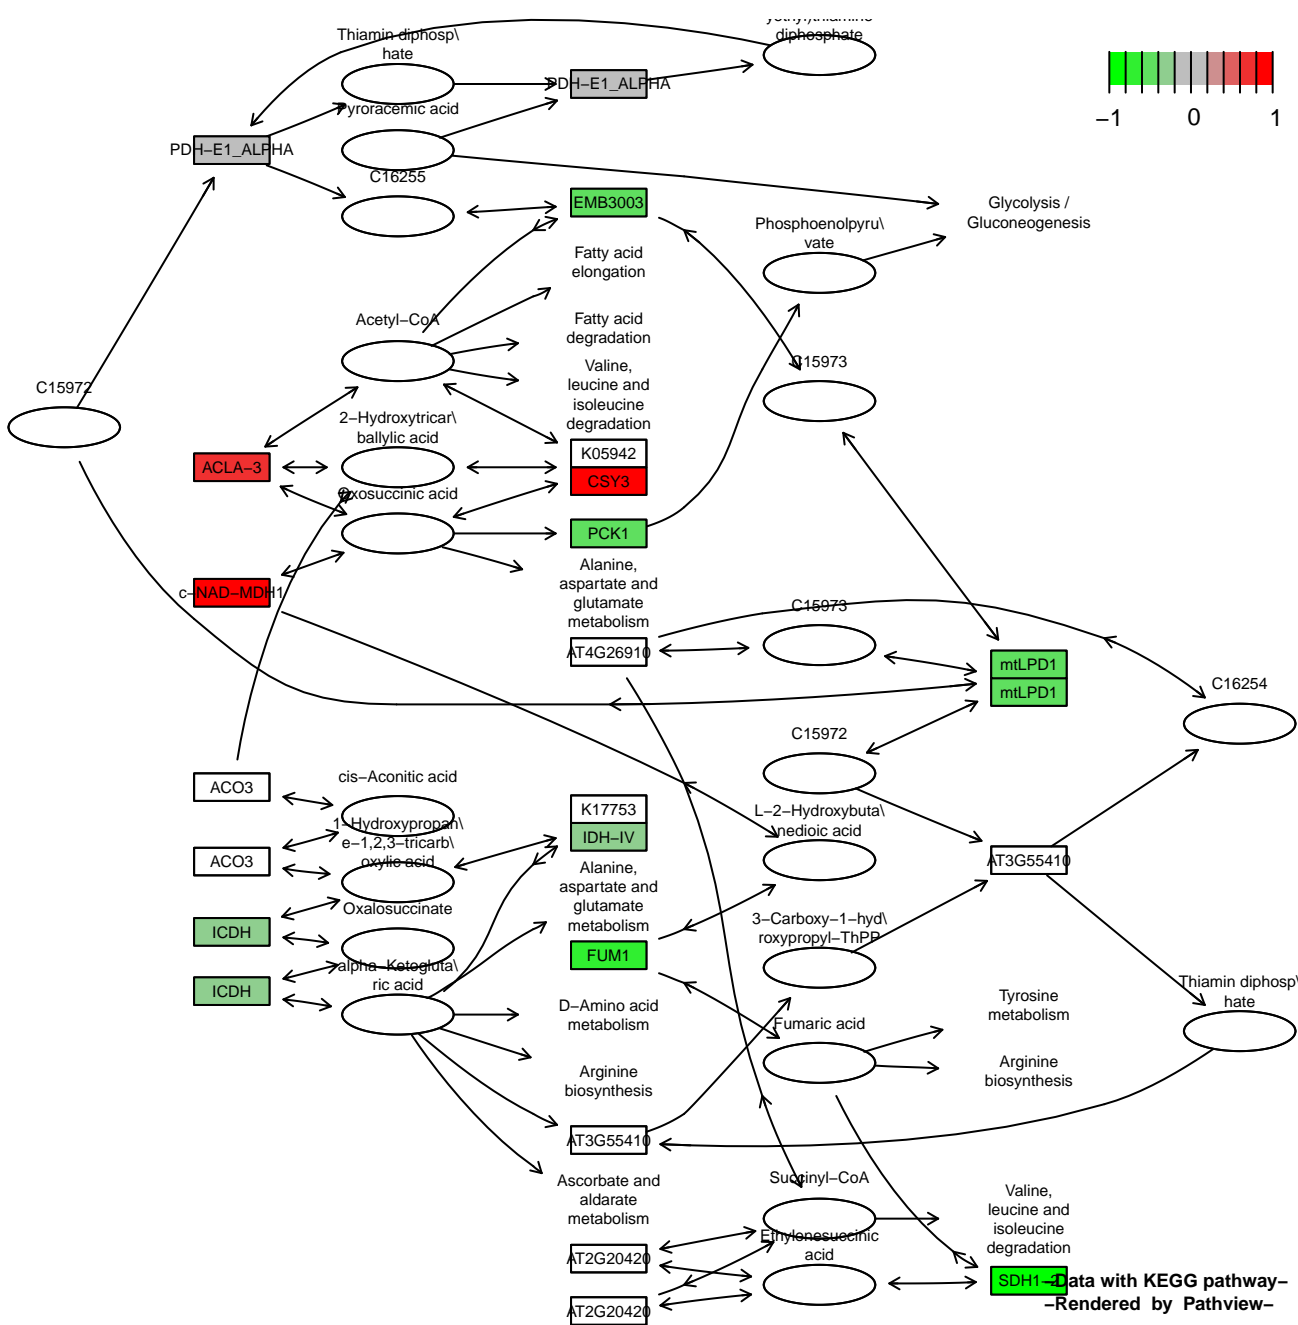 yethyl)thiamine
diphosphate
Thiamin diphosp\
hate
−1
0
1
PDH−E1_ALPHA
Pyroracemic acid
PDH−E1_ALPHA
C16255
EMB3003
Glycolysis /
Gluconeogenesis
Phosphoenolpyru\
vate
Fatty acid
elongation
Acetyl−CoA
Fatty acid
degradation
C15973
Valine,
leucine and
isoleucine
degradation
C15972
2−Hydroxytricar\
ballylic acid
K05942
ACLA−3
CSY3
Oxosuccinic acid
PCK1
Alanine,
aspartate and
glutamate
metabolism
c−NAD−MDH1
C15973
AT4G26910
mtLPD1
mtLPD1
C16254
C15972
cis−Aconitic acid
ACO3
K17753
L−2−Hydroxybuta\
nedioic acid
1−Hydroxypropan\
e−1,2,3−tricarb\
oxylic acid
IDH−IV
ACO3
AT3G55410
Alanine,
aspartate and
glutamate
metabolism
Oxalosuccinate
3−Carboxy−1−hyd\
roxypropyl−ThPP
ICDH
FUM1
alpha−Ketogluta\
ric acid
ICDH
Thiamin diphosp\
hate
D−Amino acid
metabolism
Fumaric acid
Tyrosine
metabolism
Arginine
biosynthesis
Arginine
biosynthesis
AT3G55410
Ascorbate and
aldarate
metabolism
Succinyl−CoA
Valine,
leucine and
isoleucine
degradation
Ethylenesuccinic
acid
AT2G20420
SDH1−2
−Data with KEGG pathway−
−Rendered by Pathview−
AT2G20420